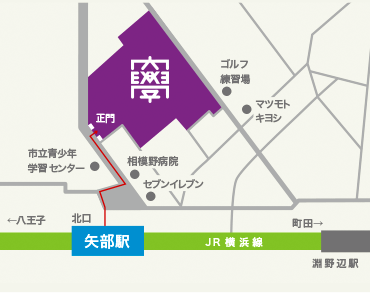 ゴルフ
練習場
マツモト
キヨシ
正門
市立青少年
学習センター
相模野病院
セブンイレブン
←八王子
北口
町田→
矢部駅
JR横浜線
淵野辺駅